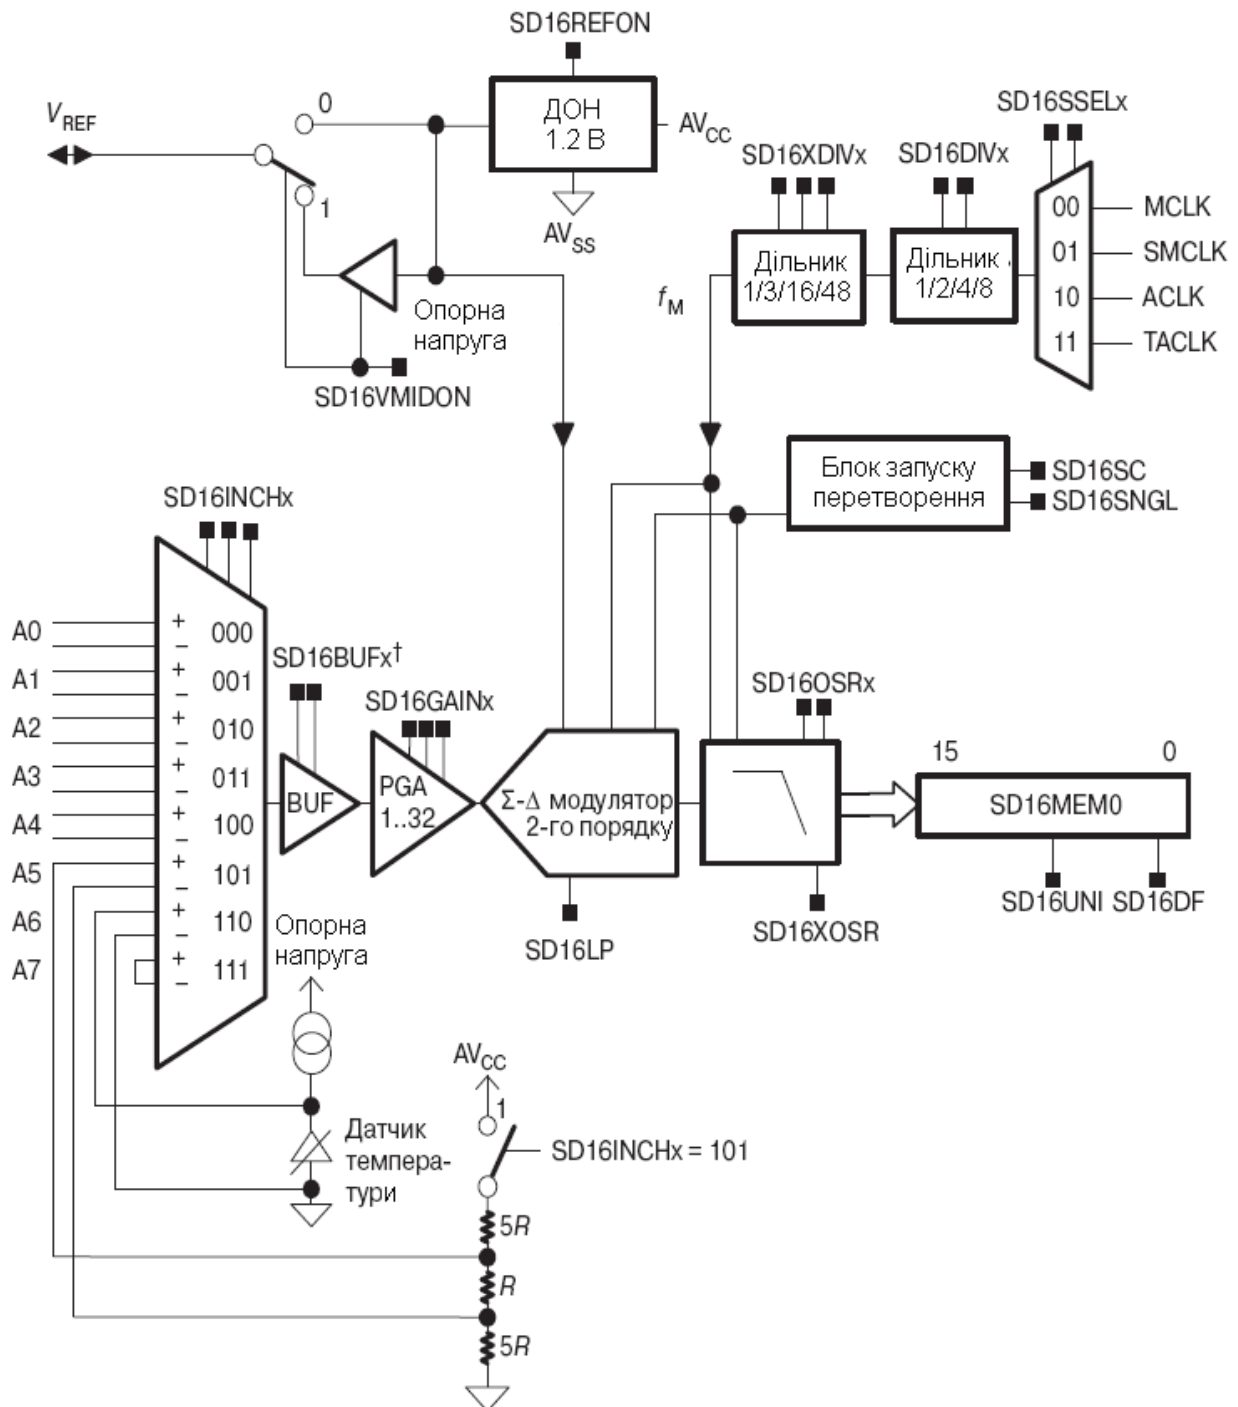 SD16REFON
V REF
0
ДОН
1.2 В
AVCC
AVSS
1
Опорна
напруга
SD16VMIDON
SD16SSELx
SD16XDIVx
SD16DIVx
00
MCLK
01
SMCLK
10
ACLK
11
TACLK
Дільник
1/3/16/48
Дільник
1/2/4/8
fM
Блок запуску
перетворення
SD16SC
SD16SNGL
SD16INCHx
A0
+
−
000
A1
+
−
001
A2
+
−
010
A3
+
−
011
A4
+
−
100
A5
+
−
101
A6
+
−
110
A7
+
−
111
SD16BUFx†
BUF
SD16GAINx
PGA
1..32
Σ-Δ модулятор
2-го порядку
SD16LP
SD16OSRx
SD16XOSR
15
0
SD16MEM0
SD16UNI
SD16DF
Опорна
напруга
Датчик
темпера-
тури
AVCC
1
SD16INCHx = 101
5R
R
5R